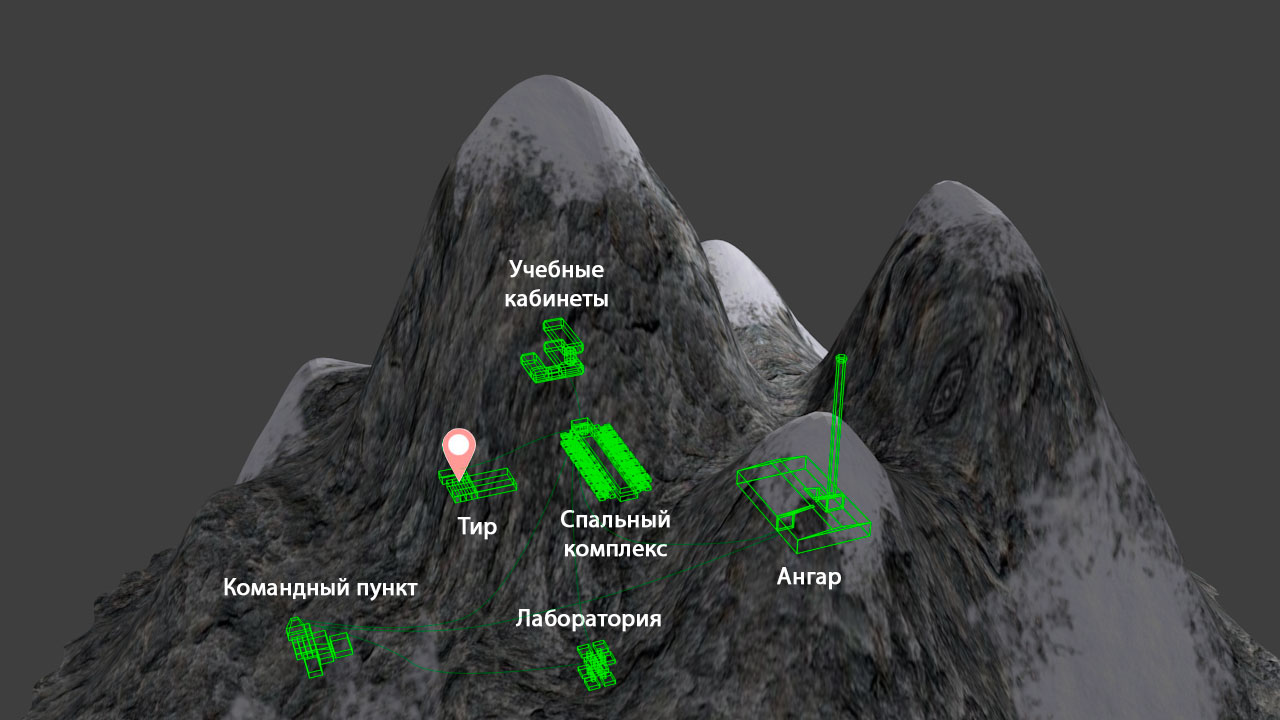 Учебные
кабинеты
Тир
Спальный
комплекс
Ангар
Командный пункт
Лаборатория